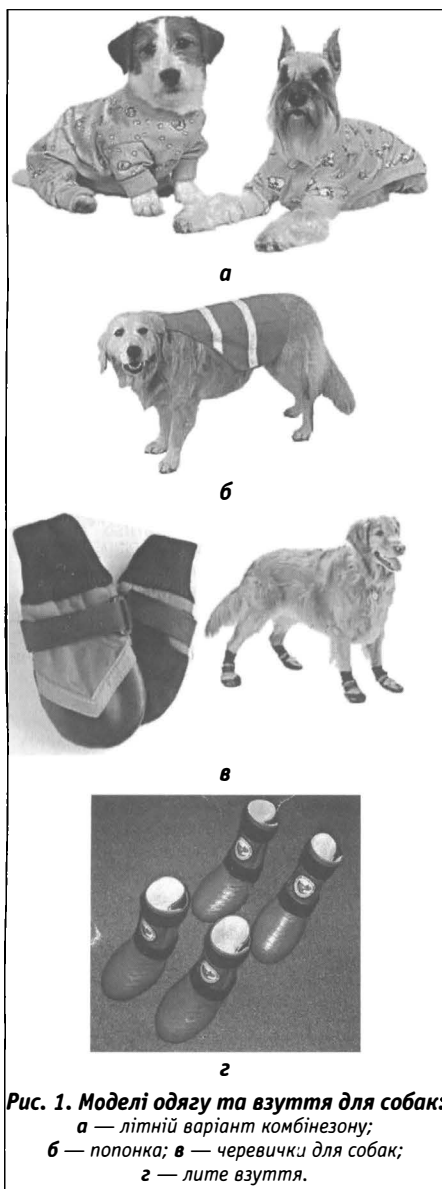 а
б
в
г
Рис. 1. Моделі одягу та взуття для собак:
а — літній варіант комбінезону;
б — попонка; в — черевички для собак;
г — лите взуття.